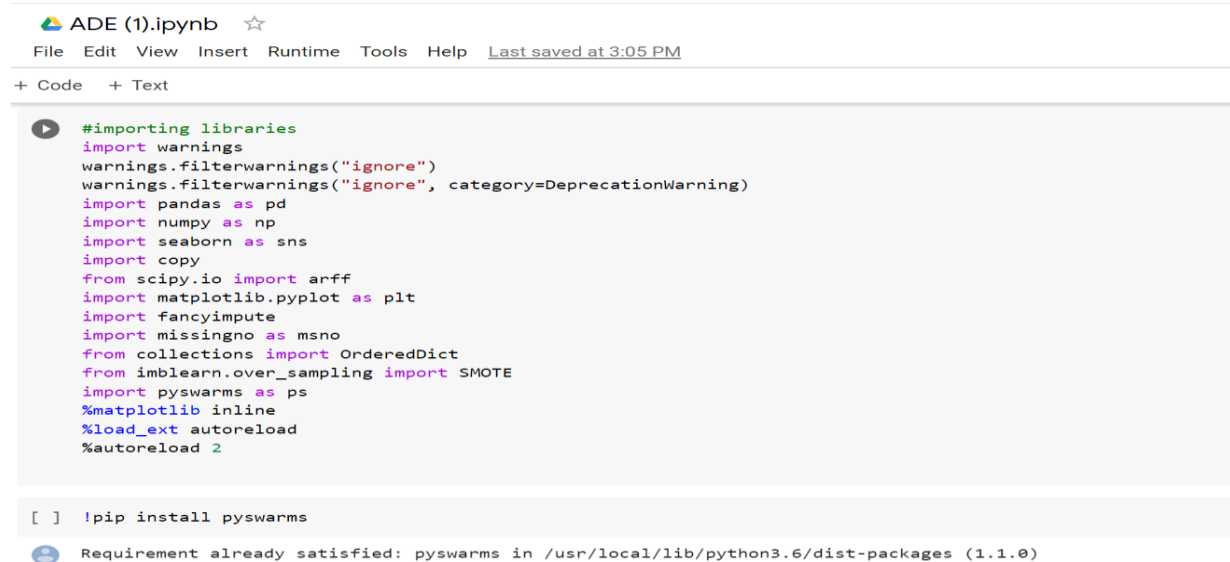 ADE (1).ipynb
File Edit View Insert Runtime Tools Help Last saved at 3:05 PM
+ Code + Text
#importing libraries
import warnings
warnings.filterwarnings("ignore")
warnings.filterwarnings("ignore", category=DeprecationWarning)
import pandas as pd
import numpy as np
import seaborn as sns
import copy
from scipy.io import arff
import matplotlib.pyplot as plt
import fancyimpute
import missingno as msno
from collections import OrderedDict
from imblearn.over_sampling import SMOTE
import pyswarms as ps
%matplotlib inline
%load_ext autoreload
%autoreload 2
[ ] !pip install pyswarms
Requirement already satisfied: pyswarms in /usr/local/lib/python3.6/dist-packages (1.1.0)